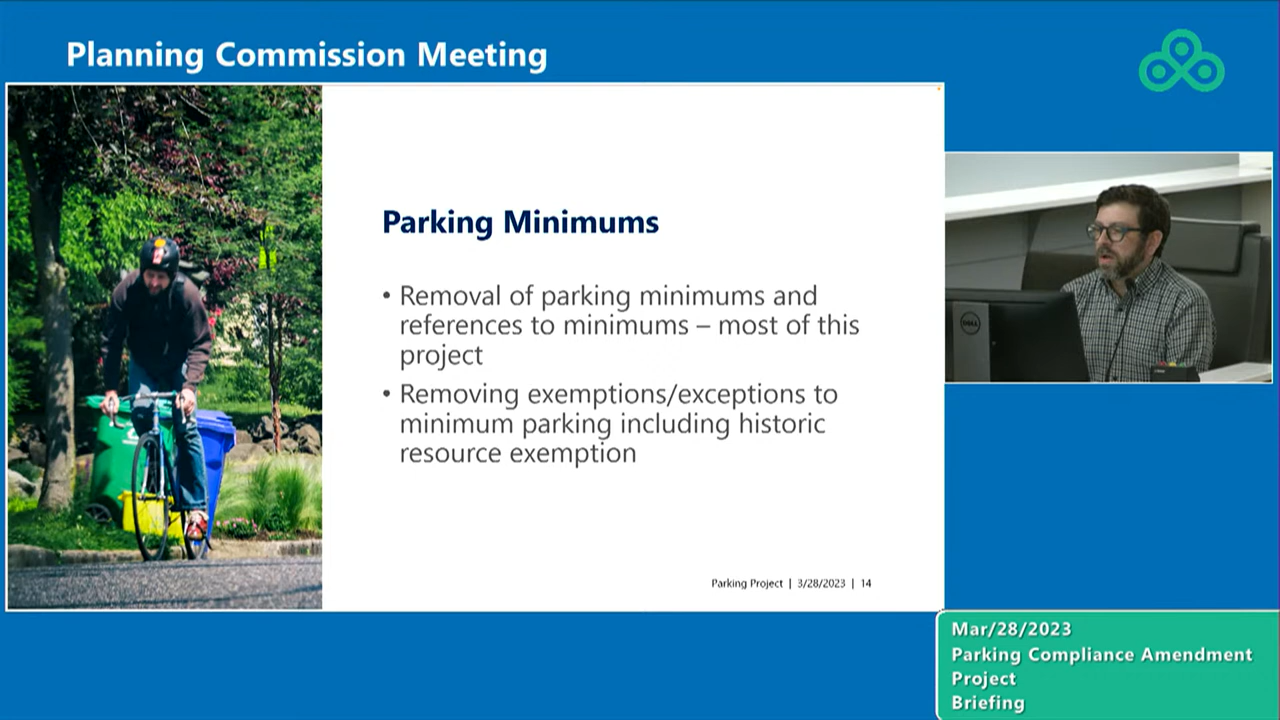 Planning Commission Meeting
Parking Minimums
• Removal of parking minimums and
references to minimums – most of this
project
• Removing exemptions/exceptions to
minimum parking including historic
resource exemption
Parking Project | 3/28/2023 | 14
DELL
Mar/28/2023
Parking Compliance Amendment
Project
Briefing